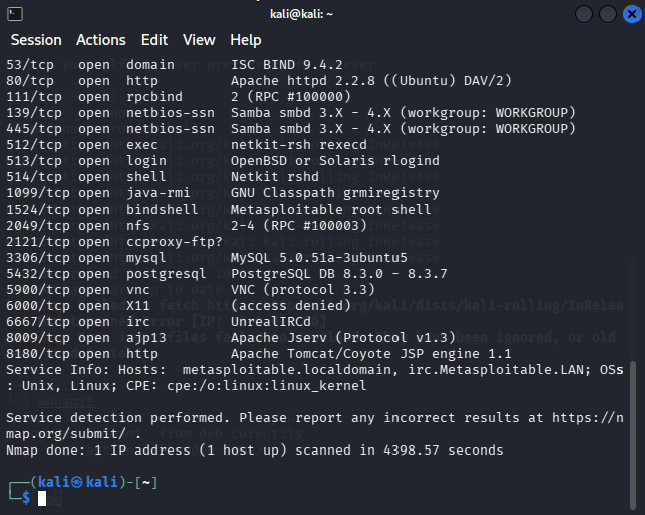 kali@kali: ~
Session Actions Edit View Help
53/tcp open domain ISC BIND 9.4.2
80/tcp open http Apache httpd 2.2.8 ((Ubuntu) DAV/2)
111/tcp open rpcbind 2 (RPC #100000)
139/tcp open netbios-ssn Samba smbd 3.X - 4.X (workgroup: WORKGROUP)
445/tcp open netbios-ssn Samba smbd 3.X - 4.X (workgroup: WORKGROUP)
512/tcp open exec netkit-rsh rexecd
513/tcp open login OpenBSD or Solaris rlogind
514/tcp open shell Netkit rshd
1099/tcp open java-rmi GNU Classpath grmiregistry
1524/tcp open bindshell Metasploitable root shell
2049/tcp open nfs 2-4 (RPC #100003)
2121/tcp open ccproxy-ftp?
3306/tcp open mysql MySQL 5.0.51a-3ubuntu5
5432/tcp open postgresql PostgreSQL DB 8.3.0 - 8.3.7
5900/tcp open vnc VNC (protocol 3.3)
6000/tcp open X11 (access denied)
6667/tcp open irc UnrealIRCd
8009/tcp open ajp13 Apache Jserv (Protocol v1.3)
8180/tcp open http Apache Tomcat/Coyote JSP engine 1.1
Service Info: Hosts:  metasploitable.localdomain, irc.Metasploitable.LAN; OSs
: Unix, Linux; CPE: cpe:/o:linux:linux_kernel
Service detection performed. Please report any incorrect results at https://n
map.org/submit/ .
Nmap done: 1 IP address (1 host up) scanned in 4398.57 seconds
┌──(kali㉿kali)-[~]
└─$